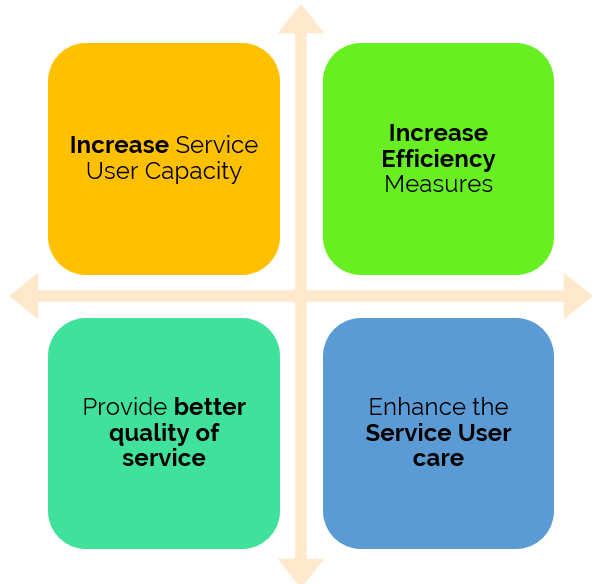 Increase Service
User Capacity
Increase
Efficiency
Measures
Provide better
quality of
service
Enhance the
Service User
care